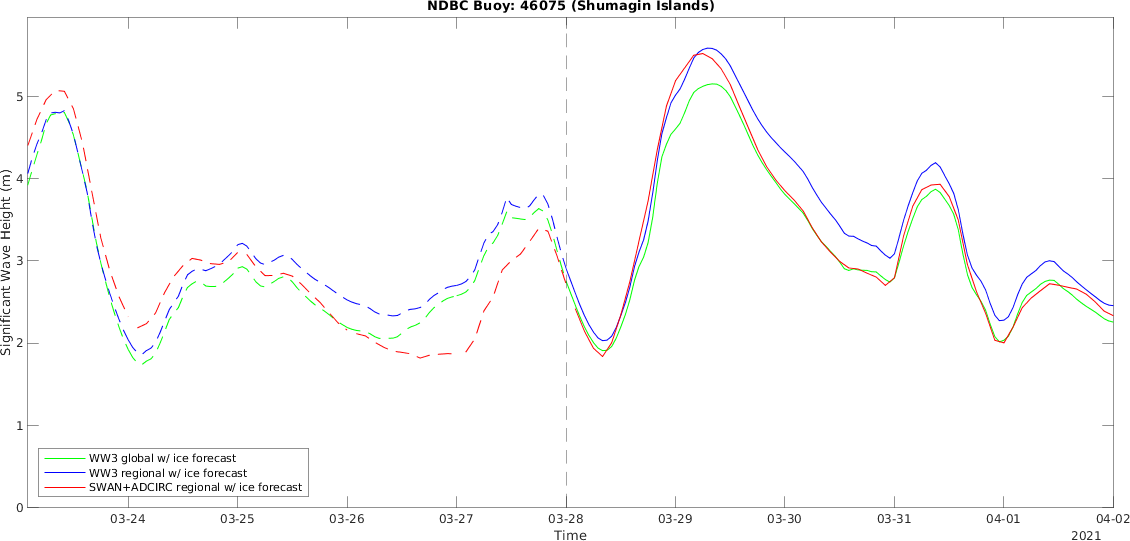 NDBC Buoy: 46075 (Shumagin Islands)
Significant Wave Height (m)
5
4
3
2
1
0
WW3 global w/ ice forecast
WW3 regional w/ ice forecast
SWAN+ADCIRC regional w/ ice forecast
03-24 03-25 03-26 03-27 03-28 03-29 03-30 03-31 04-01 04-02
Time
2021